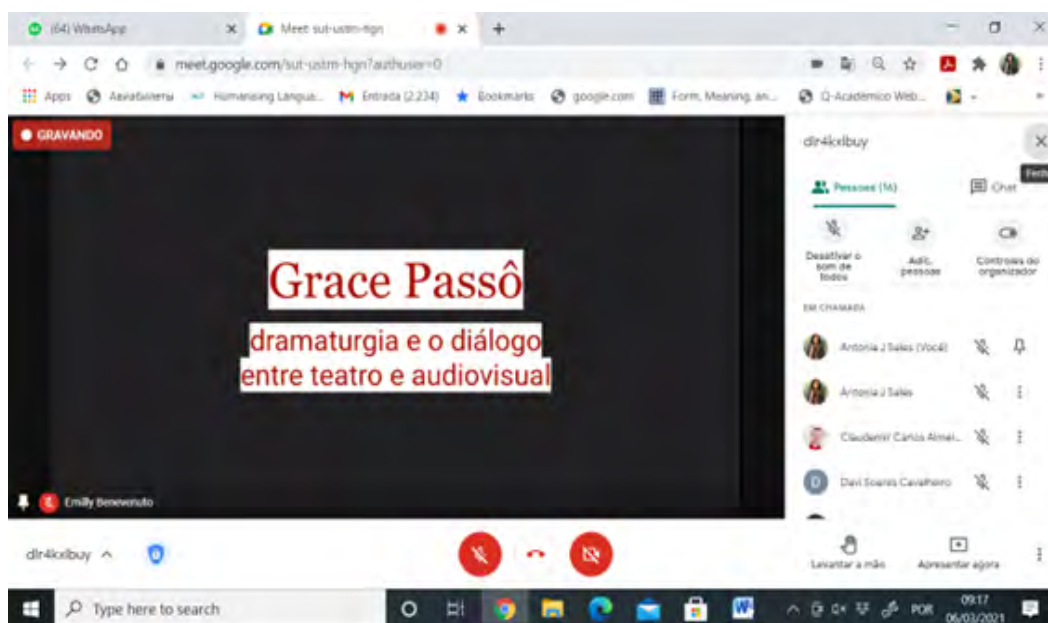 (64) WhatsApp
Meet sut-ustm-hgn
meet.google.com/sut-ustm-hgn?authuser=0
Apps
Humanising Langua...
Entrada (2.234)
Bookmarks
google.com
Form, Meaning, an...
Q-Acadêmico Web...
GRAVANDO
Grace Passô
dramaturgia e o diálogo
entre teatro e audiovisual
Emilly Benevenuto
dlr4kxlbuy
Pessoas (16)
Chat
Desativar o
som de
todos
Adic.
pessoas
Controles do
organizador
EM CHAMADA
Antonia J Sales (Você)
Antonia J Sales
Claudemir Carlos Almei...
D
Davi Soares Cavalheiro
dlr4kxlbuy
Levantar a mão
Apresentar agora
Type here to search
POR
09:17
06/03/2021